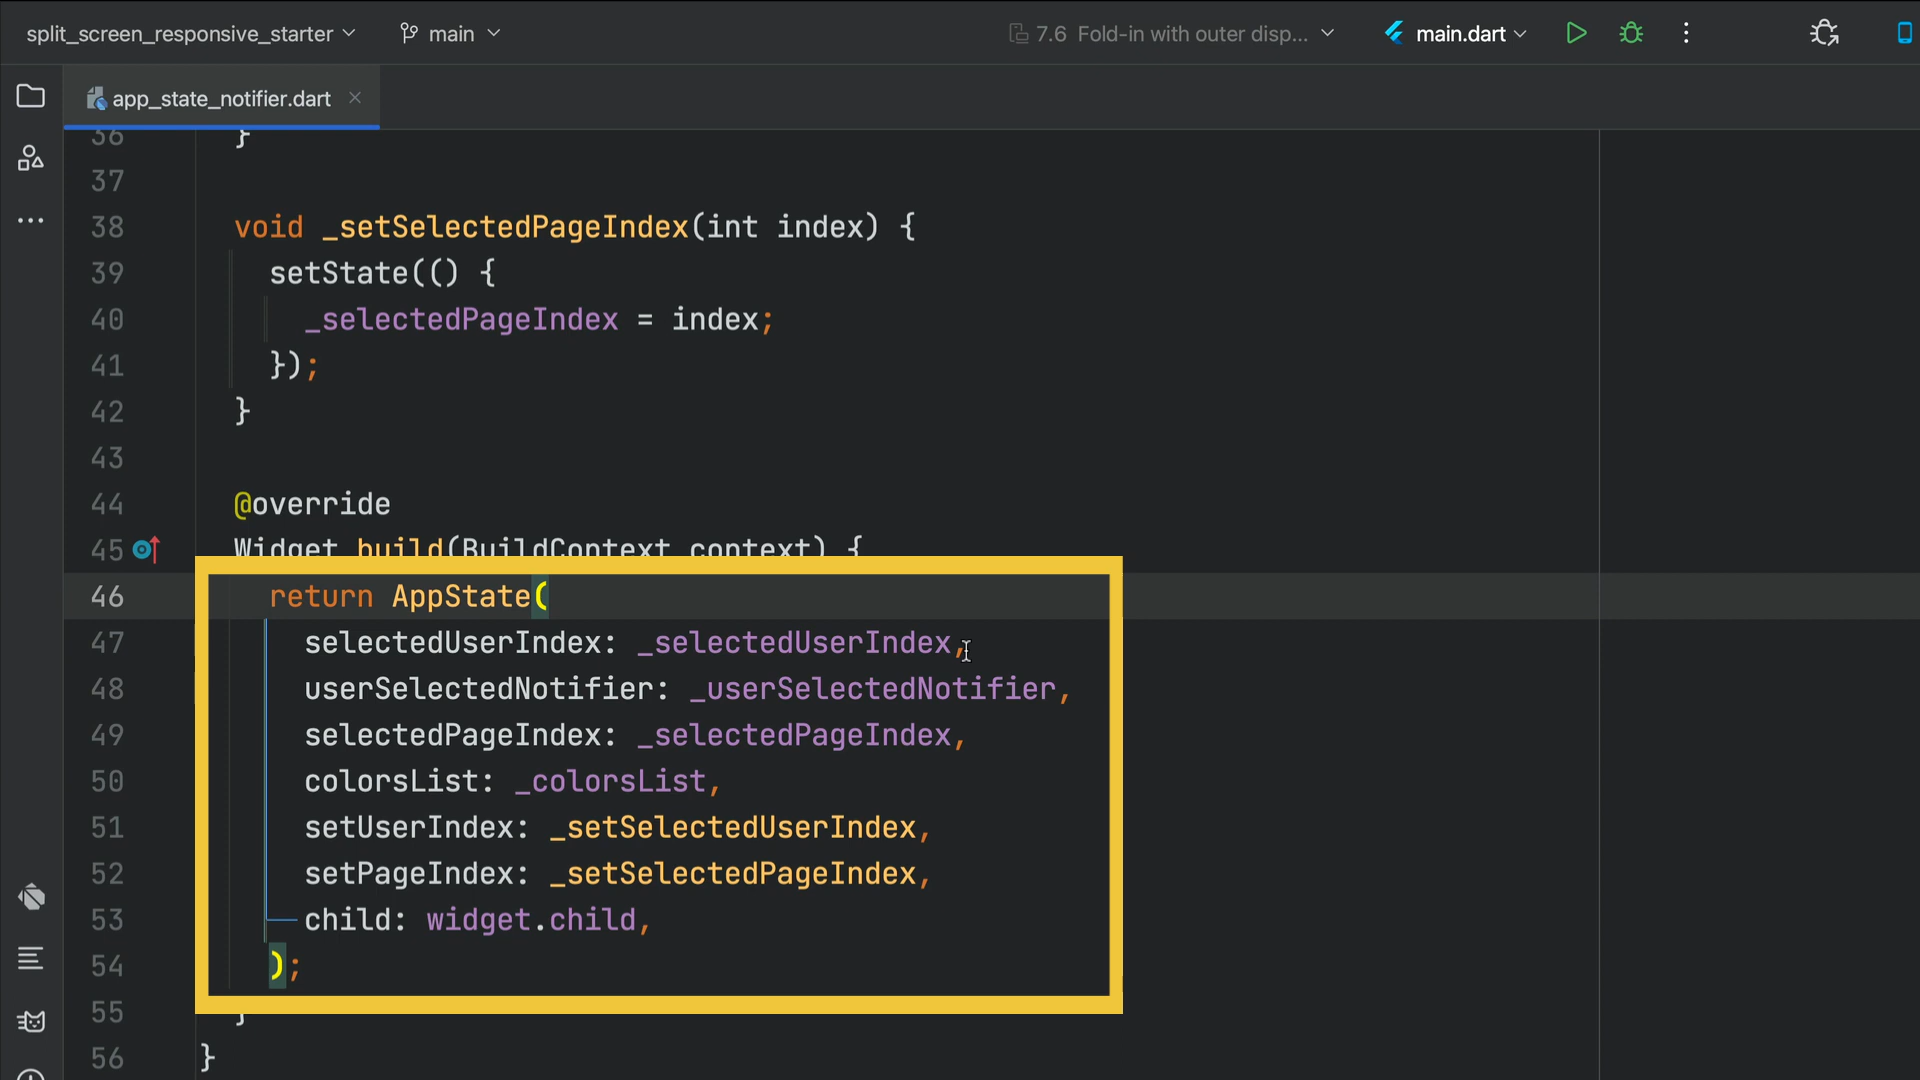 split_screen_responsive_starter
main
7.6 Fold-in with outer disp...
main.dart
app_state_notifier.dart
36 }
37
38 void _setSelectedPageIndex(int index) {
39 setState(() {
40 _selectedPageIndex = index;
41 });
42 }
43
44 @override
45 Widget build(BuildContext context) {
46 return AppState(
47 selectedUserIndex: _selectedUserIndex,
48 userSelectedNotifier: _userSelectedNotifier,
49 selectedPageIndex: _selectedPageIndex,
50 colorsList: _colorsList,
51 setUserIndex: _setSelectedUserIndex,
52 setPageIndex: _setSelectedPageIndex,
53 child: widget.child,
54 );
55 }
56 }